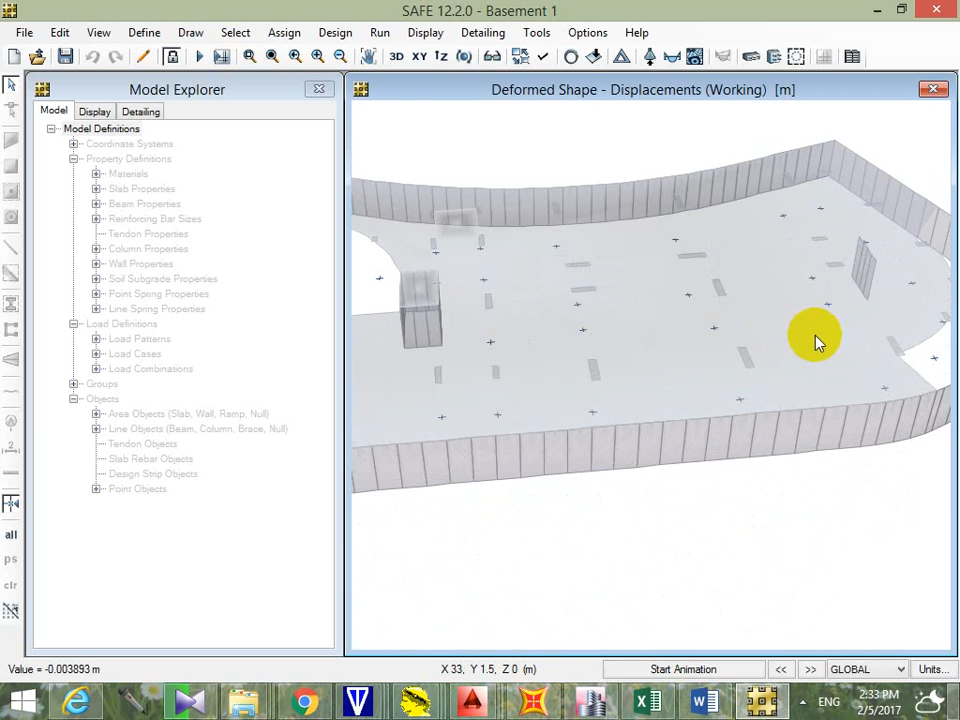 SAFE 12.2.0 - Basement 1
File Edit View Define Draw Select Assign Design Run Display Detailing Tools Options Help
3D XY
Model Explorer
Model Display Detailing
Model Definitions
Coordinate Systems
Property Definitions
Materials
Slab Properties
Beam Properties
Reinforcing Bar Sizes
Tendon Properties
Column Properties
Wall Properties
Soil Subgrade Properties
Point Spring Properties
Line Spring Properties
Load Definitions
Load Patterns
Load Cases
Load Combinations
Groups
Objects
Area Objects (Slab, Wall, Ramp, Null)
Line Objects (Beam, Column, Brace, Null)
Tendon Objects
Slab Rebar Objects
Design Strip Objects
Point Objects
all
ps
clr
Deformed Shape - Displacements (Working) [m]
Value = -0.003893 m
X 33, Y 1.5, Z 0 (m)
Start Animation
<< >>
GLOBAL
Units...
ENG
2:33 PM
2/5/2017